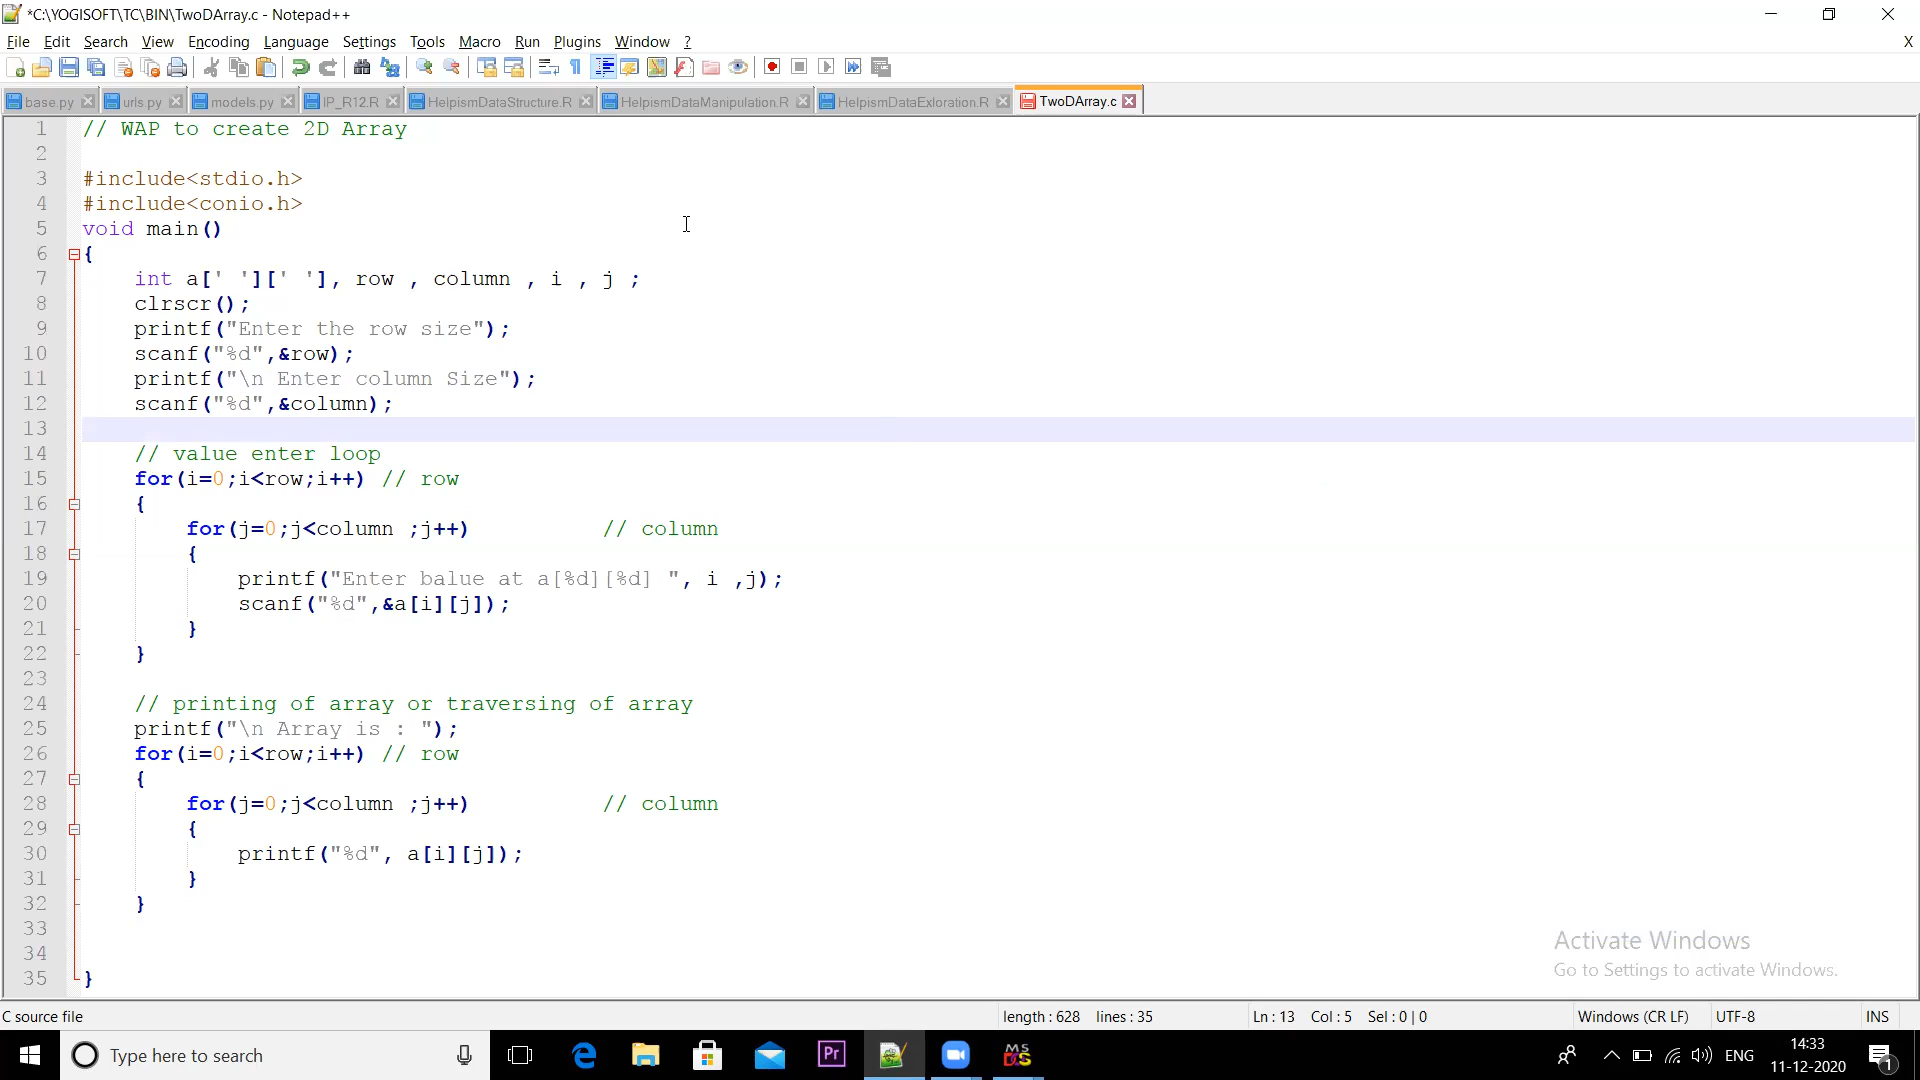 *C:\YOGISOFT\TC\BIN\TwoDArray.c - Notepad++
File Edit Search View Encoding Language Settings Tools Macro Run Plugins Window ? X
base.py urls.py models.py IP_R12.R HelpismDataStructure.R HelpismDataManipulation.R HelpismDataExloration.R TwoDArray.c
1 // WAP to create 2D Array
2
3 #include<stdio.h>
4 #include<conio.h>
5 void main()
6 {
7 int a[' '][' '], row , column , i , j ;
8 clrscr();
9 printf("Enter the row size");
10 scanf("%d",&row);
11 printf("\n Enter column Size");
12 scanf("%d",&column);
13
14 // value enter loop
15 for(i=0;i<row;i++) // row
16 {
17 for(j=0;j<column ;j++) // column
18 {
19 printf("Enter balue at a[%d][%d] ", i ,j);
20 scanf("%d",&a[i][j]);
21 }
22 }
23
24 // printing of array or traversing of array
25 printf("\n Array is : ");
26 for(i=0;i<row;i++) // row
27 {
28 for(j=0;j<column ;j++) // column
29 {
30 printf("%d", a[i][j]);
31 }
32 }
33
34
35 }
Activate Windows
Go to Settings to activate Windows.
C source file length : 628 lines : 35 Ln : 13 Col : 5 Sel : 0 | 0 Windows (CR LF) UTF-8 INS
Type here to search Pr ENG 14:33 1
11-12-2020